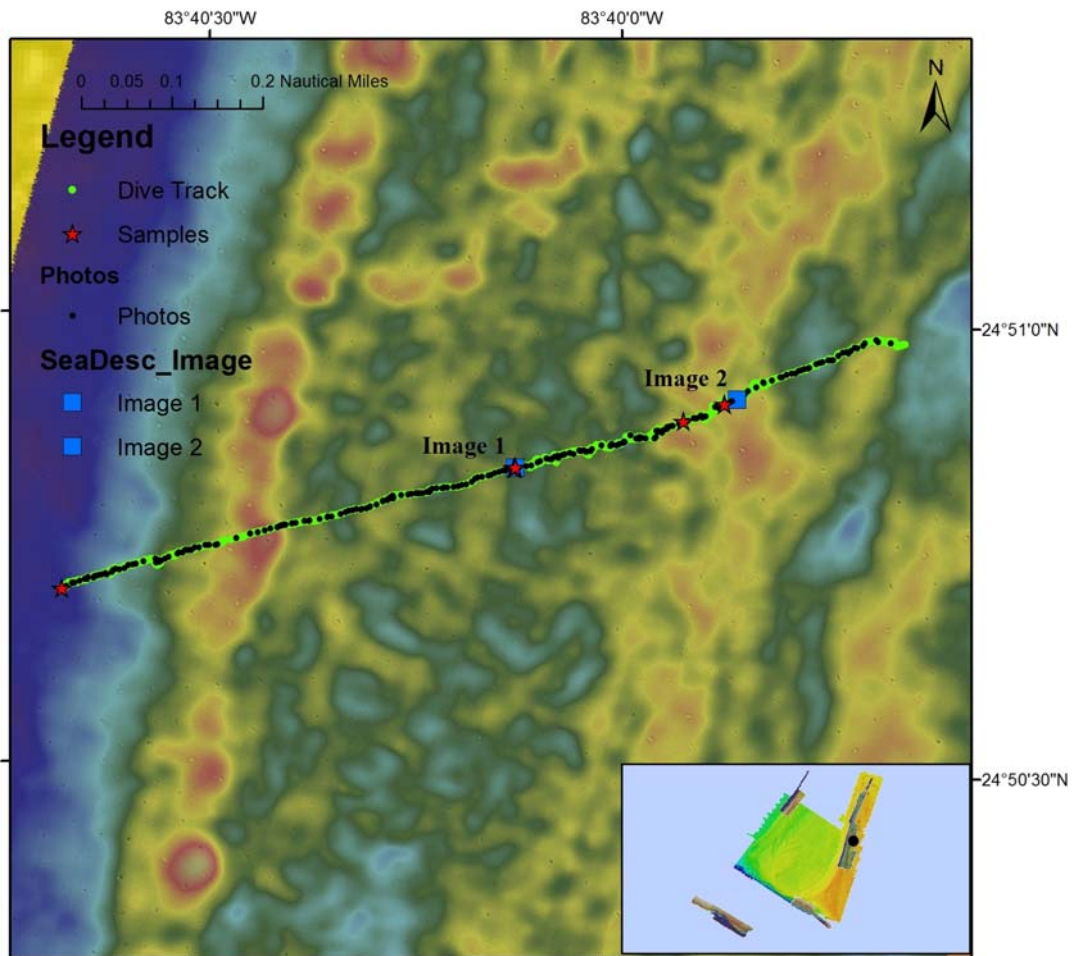 83°40'30"W
83°40'0"W
0 0.05 0.1 0.2 Nautical Miles
N
Legend
Dive Track
Samples
Photos
Photos
SeaDesc_Image
Image 1
Image 2
24°51'0"N
Image 2
Image 1
24°50'30"N